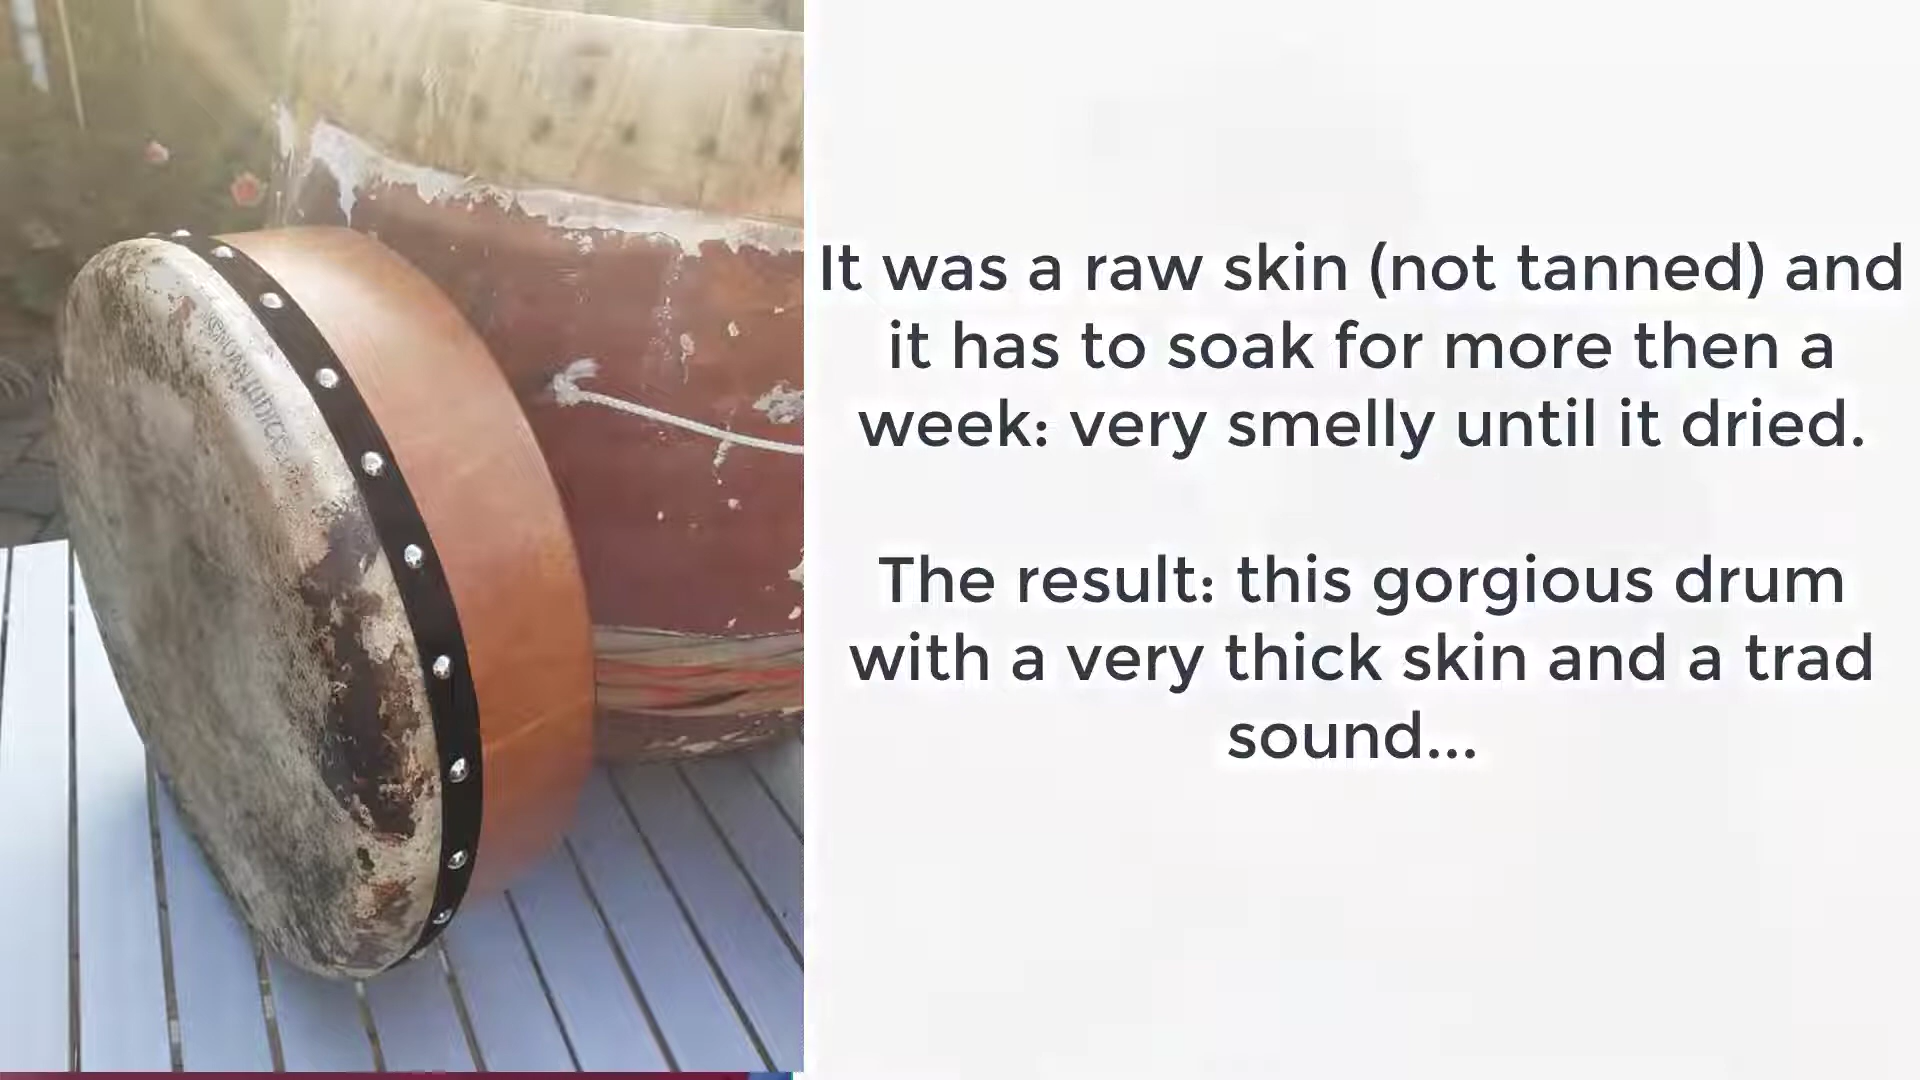 It was a raw skin (not tanned) and
it has to soak for more then a
week: very smelly until it dried.
The result: this gorgious drum
with a very thick skin and a trad
sound...